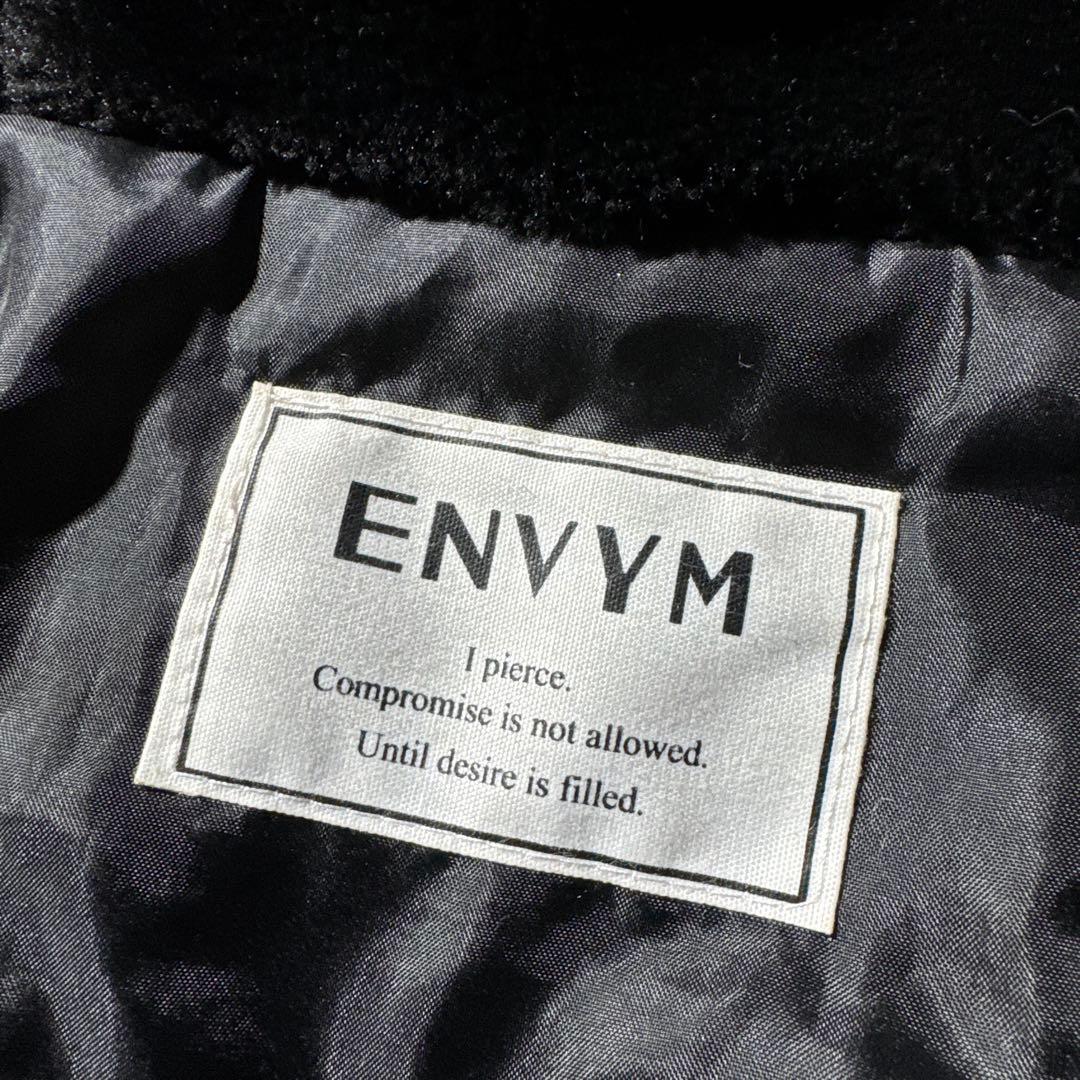 ENVYM
I pierce.
Compromise is not allowed.
Until desire is filled.